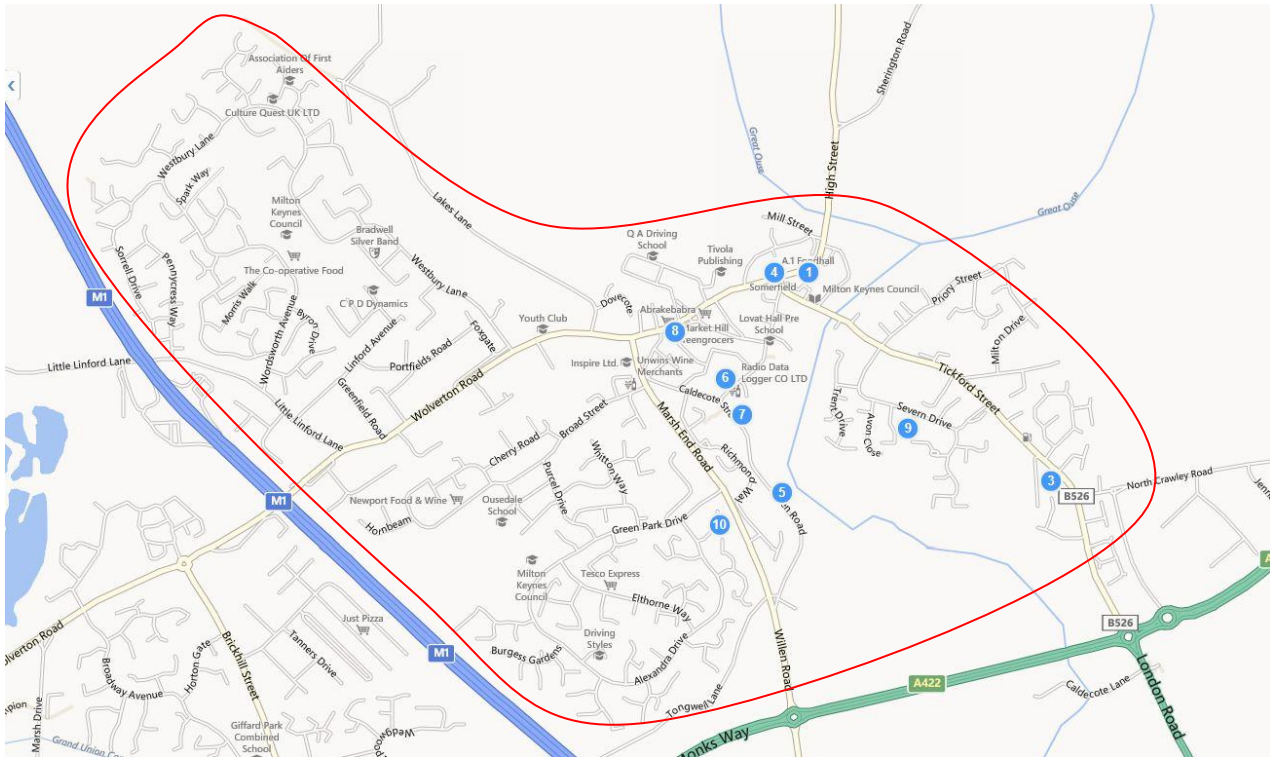 Association Of First
Aiders
Culture Quest UK LTD
Westbury Lane
Spark Way
Milton
Keynes
Council
Bradwell
Silver Band
The Co-operative Food
Sorrell Drive
Pennycress Way
Morris Walk
C P D Dynamics
Westbury Lane
Wordsworth Avenue
Byron
Drive
Linford Avenue
Portfields Road
Foxgate
Greenfield Road
Lakes Lane
Sherington Road
High Street
Great Ouse
Great Ouse
Mill Street
Q A Driving
School
Tivola
Publishing
4
1
Somerfield
Milton Keynes Council
Priory Street
Dovecote
Abrakebabra
Lovat Hall Pre
School
Youth Club
8
Market Hill
Inspire Ltd.
Unwins Wine
Merchants
6
Radio Data
Logger CO LTD
Milton Drive
Tickford Street
M1
Little Linford Lane
Little Linford Lane
Wolverton Road
Caldecote
7
Trent Drive
Avon Close
Severn Drive
9
Marsh End Road
Richmond
Way
Broad Street
Cherry Road
Whitton Way
Purcel Drive
3
B526
North Crawley Road
5
Road
M1
Newport Food & Wine
Ousedale
School
Hornbeam
Green Park Drive
10
Milton
Keynes
Council
Tesco Express
Elthorne Way
Just Pizza
B526
Driving
Styles
M1
Burgess Gardens
Alexandra Drive
Willen Road
A422
Tongwell Lane
Monks Way
Caldecote Lane
London Road
Brickhill Street
Tanners Drive
Horton Gate
Broadway Avenue
Marsh Drive
Giffard Park
Combined
School